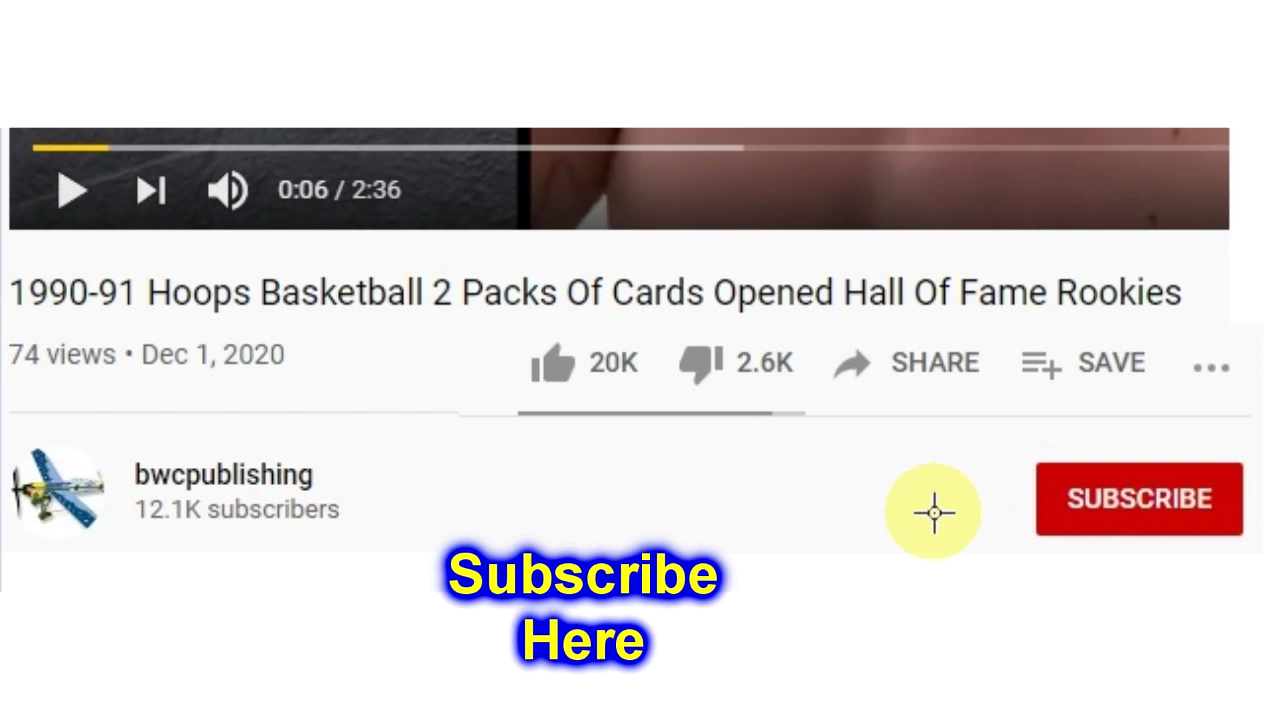 0:06 / 2:36
1990-91 Hoops Basketball 2 Packs Of Cards Opened Hall Of Fame Rookies
74 views • Dec 1, 2020
20K 2.6K SHARE SAVE ...
bwcpublishing
12.1K subscribers
SUBSCRIBE
Subscribe
Here